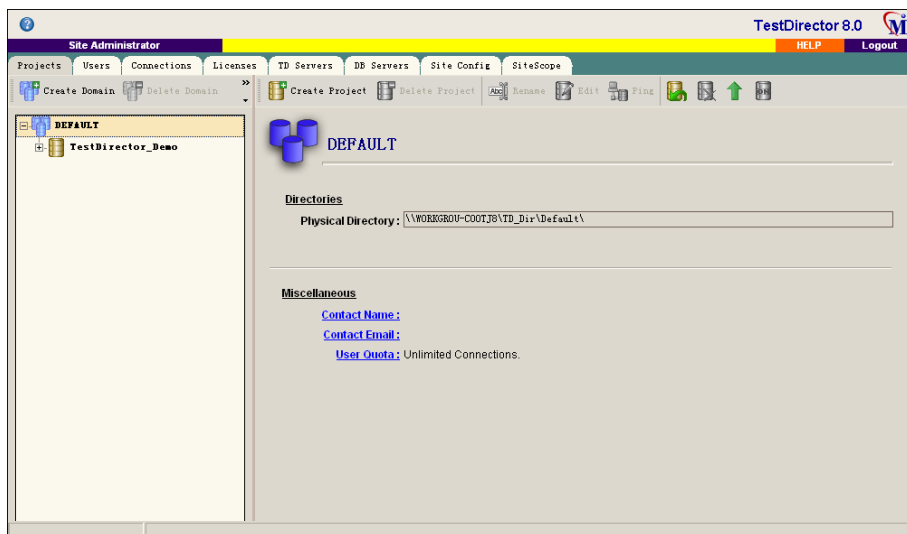 TestDirector 8.0
Site Administrator HELP Logout
Projects Users Connections Licenses TD Servers DB Servers Site Config SiteScope
Create Domain Delete Domain » Create Project Delete Project Abc Rename Edit Ping
DEFAULT
TestDirector_Demo
DEFAULT
Directories
Physical Directory : \\WORKGROU-COOTJ8\TD_Dir\Default\
Miscellaneous
Contact Name :
Contact Email :
User Quota : Unlimited Connections.